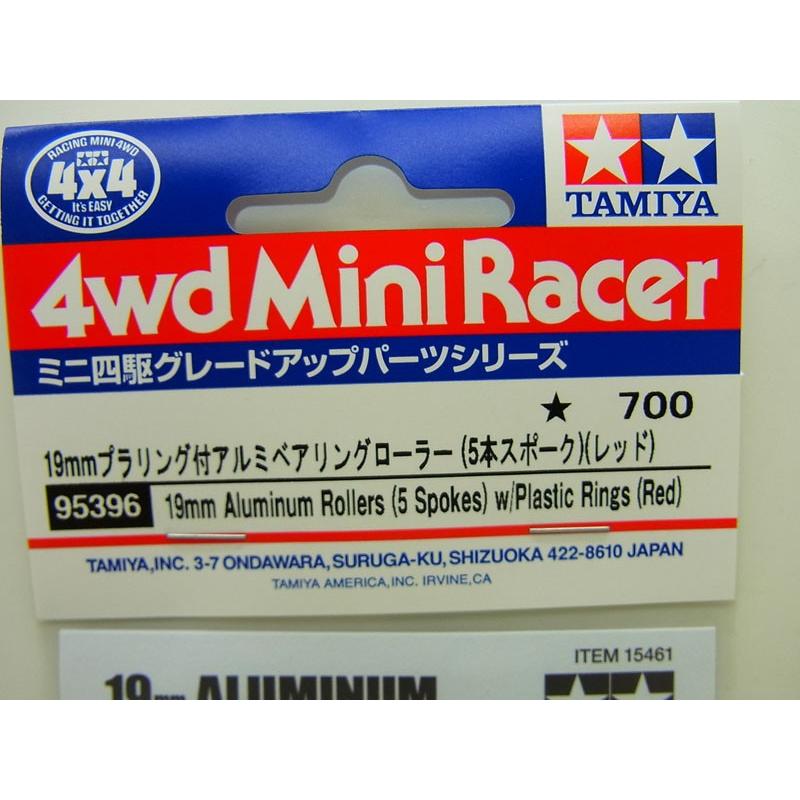 RACING MINI 4WD
4x4
It's EASY
GETTING IT TOGETHER
TAMIYA
4wd Mini Racer
ミニ四駆グレードアップパーツシリーズ
★ 700
19mmプラリング付アルミベアリングローラー (5本スポーク)(レッド)
95396 19mm Aluminum Rollers (5 Spokes) w/Plastic Rings (Red)
TAMIYA,INC. 3-7 ONDAWARA, SURUGA-KU, SHIZUOKA 422-8610 JAPAN
TAMIYA AMERICA,INC. IRVINE,CA
ITEM 15461
19mm ALUMINUM